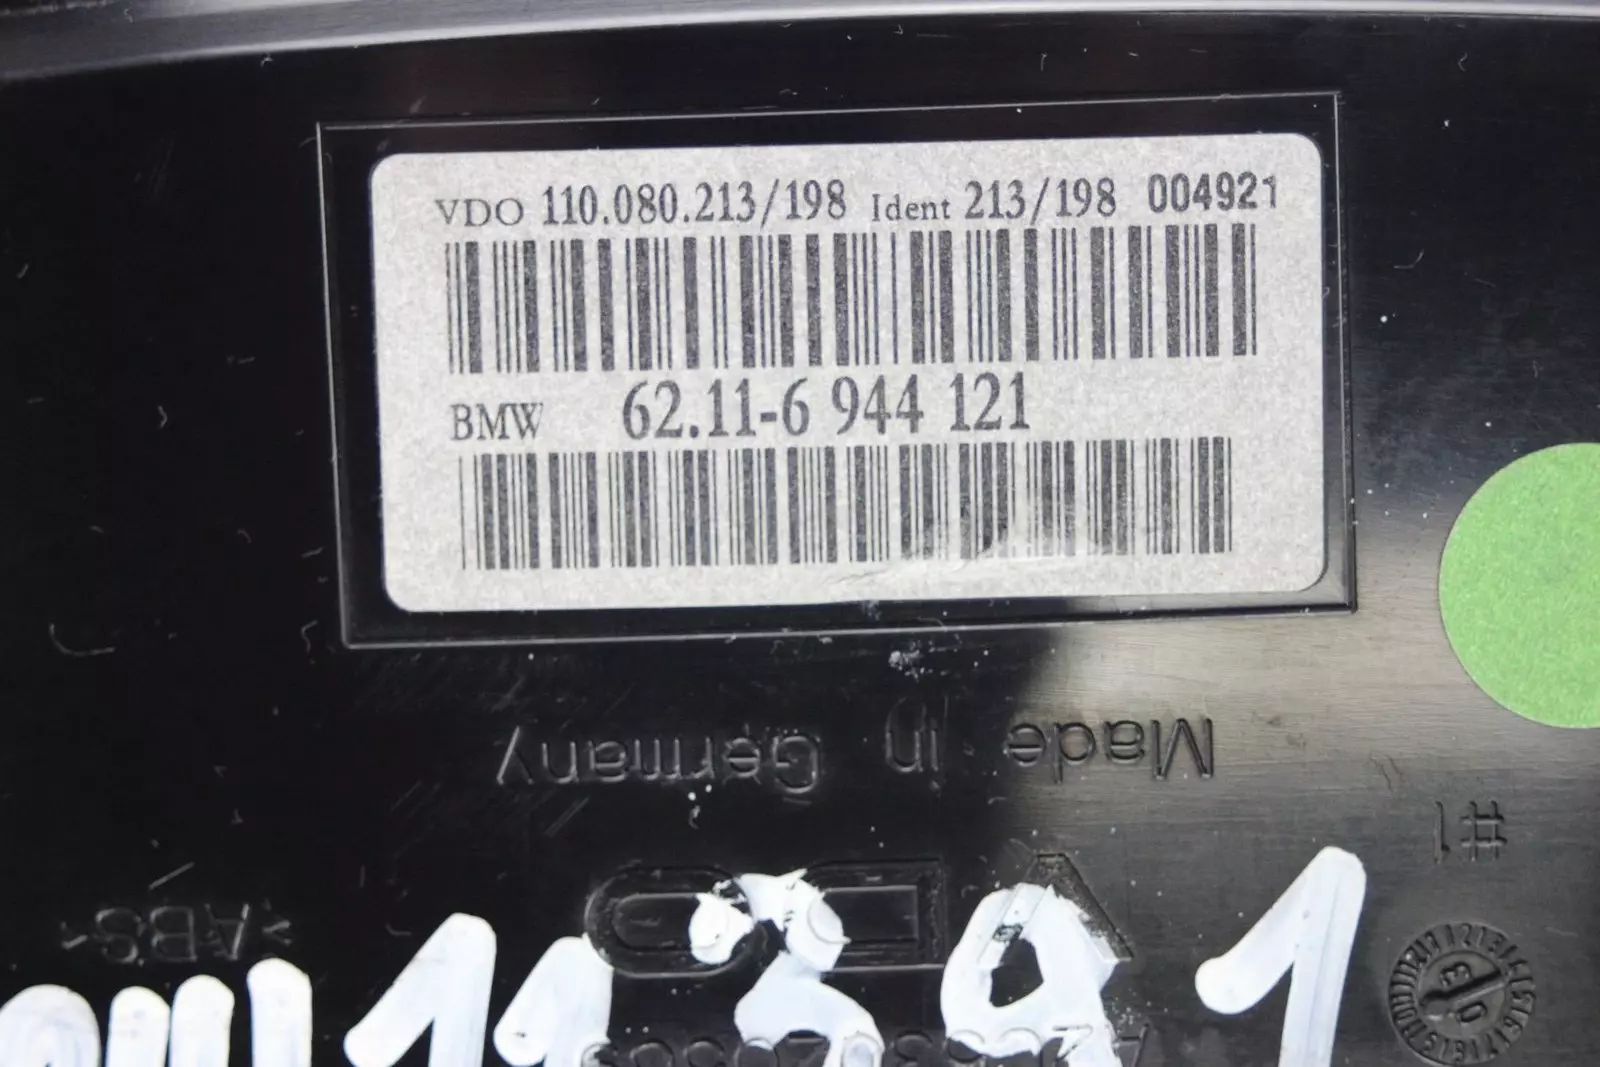 VDO 110.080.213/198 Ident 213/198 004921
BMW 62.11-6 944 121
Made in Germany
#1
>ABS<
VDO